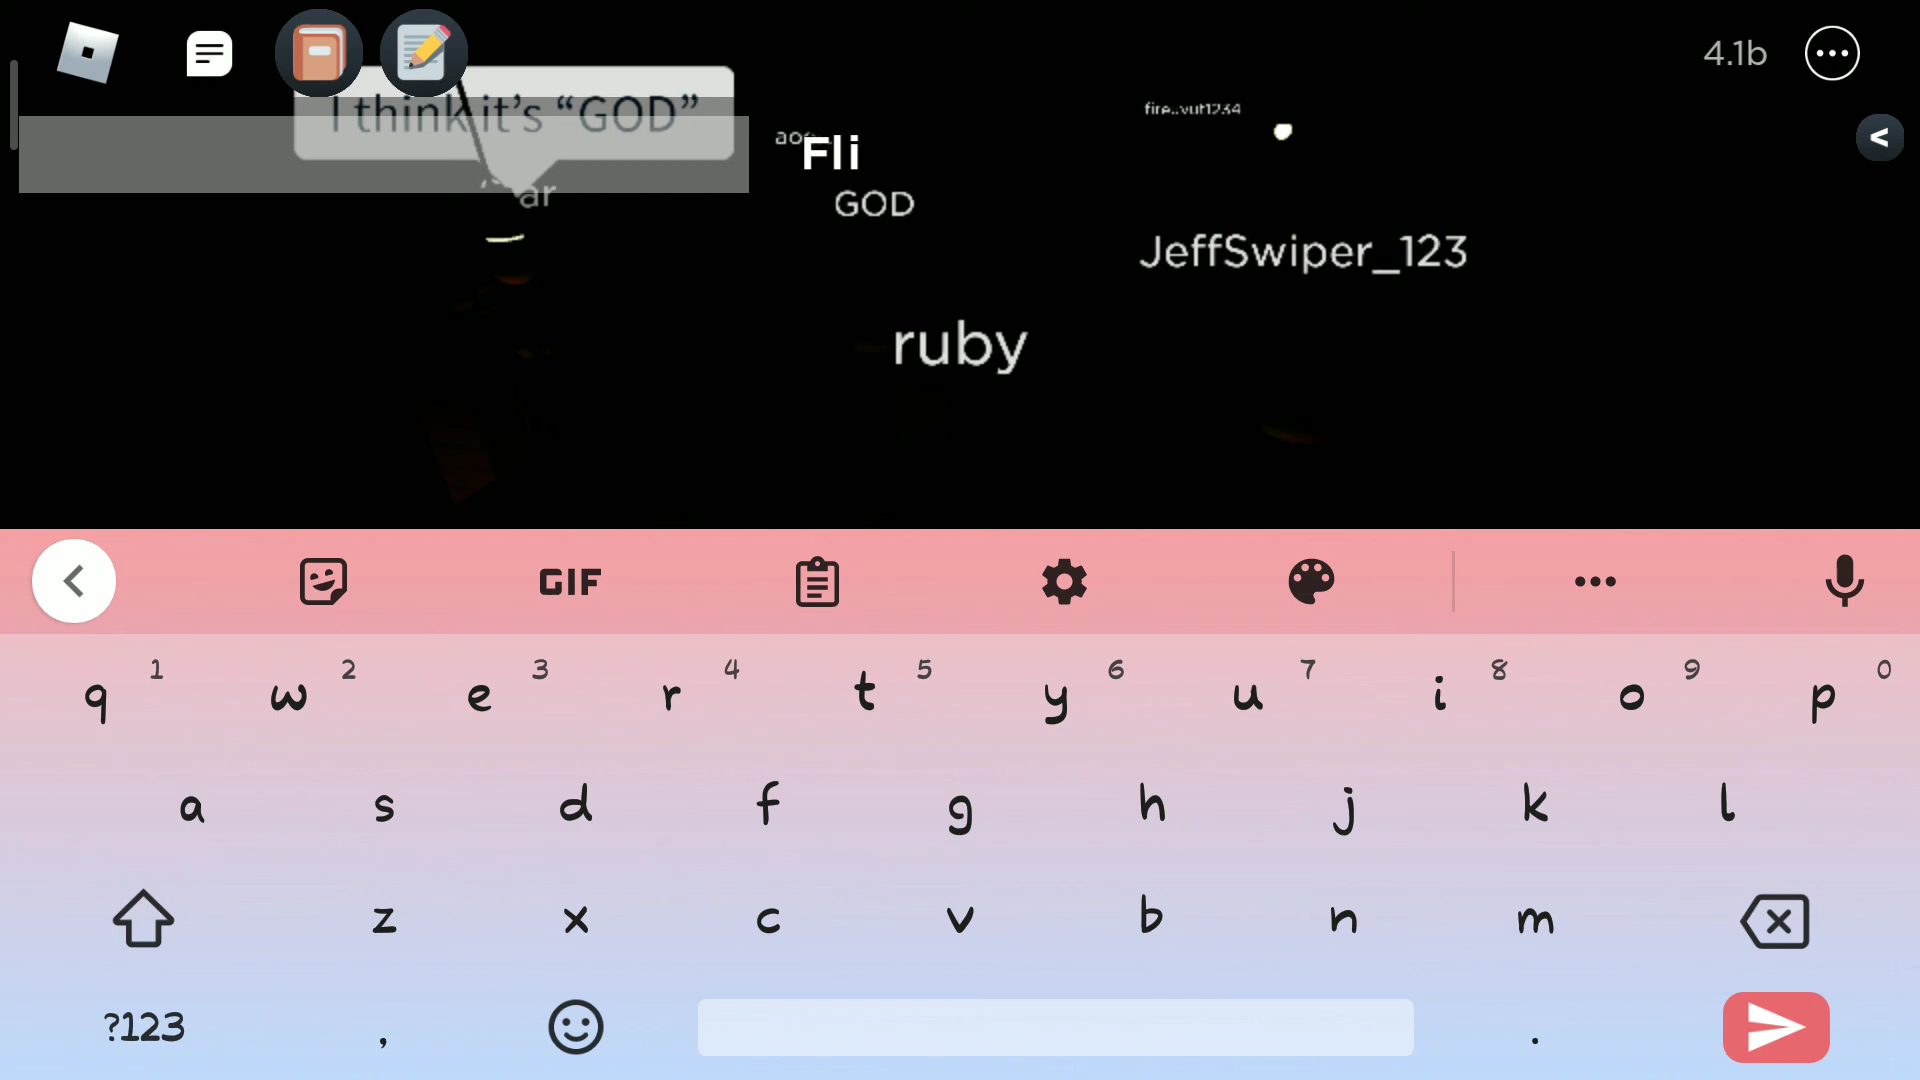 4.1b
I think it's “GOD”
Fli
GOD
JeffSwiper_123
ruby
GIF
q 1 w 2 e 3 r 4 t 5 y 6 u 7 i 8 o 9 p 0
a s d f g h j k l
z x c v b n m
?123 , .